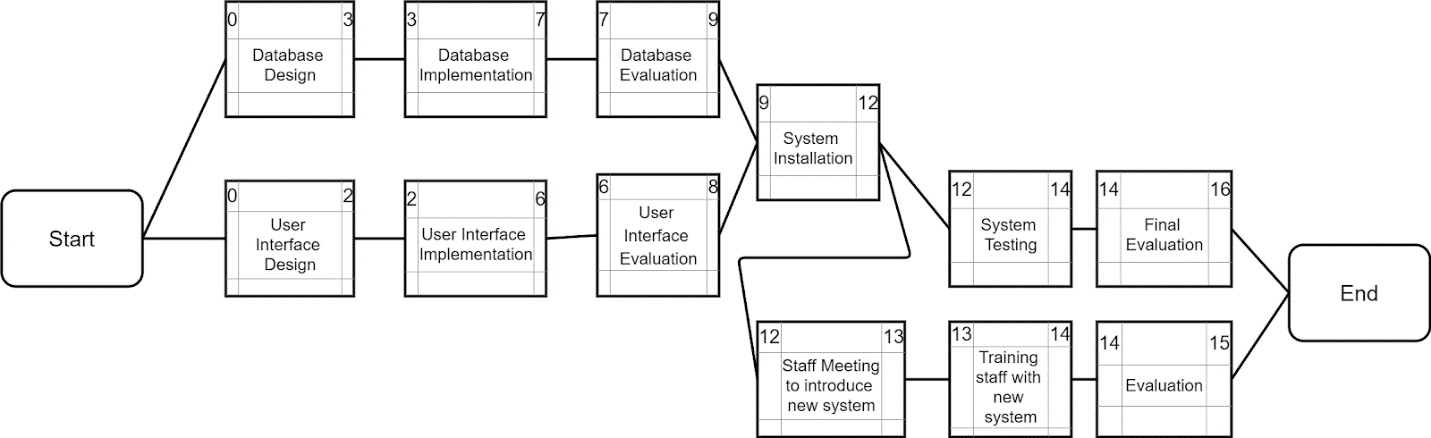 0 3
Database
Design
3 7
Database
Implementation
7 9
Database
Evaluation
9 12
System
Installation
Start
0 2
User
Interface
Design
2 6
User Interface
Implementation
6 8
User
Interface
Evaluation
12 14
System
Testing
14 16
Final
Evaluation
End
12 13
Staff Meeting
to introduce
new system
13 14
Training
staff with
new
system
14 15
Evaluation